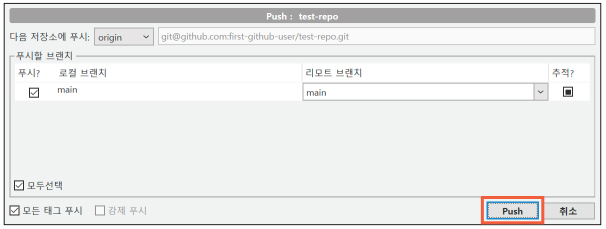 Push : test-repo
다음 저장소에 푸시: origin git@github.com:first-github-user/test-repo.git
푸시할 브랜치
푸시? 로컬 브랜치 리모트 브랜치 추적?
main main
모두선택
모든 태그 푸시 강제 푸시 Push 취소